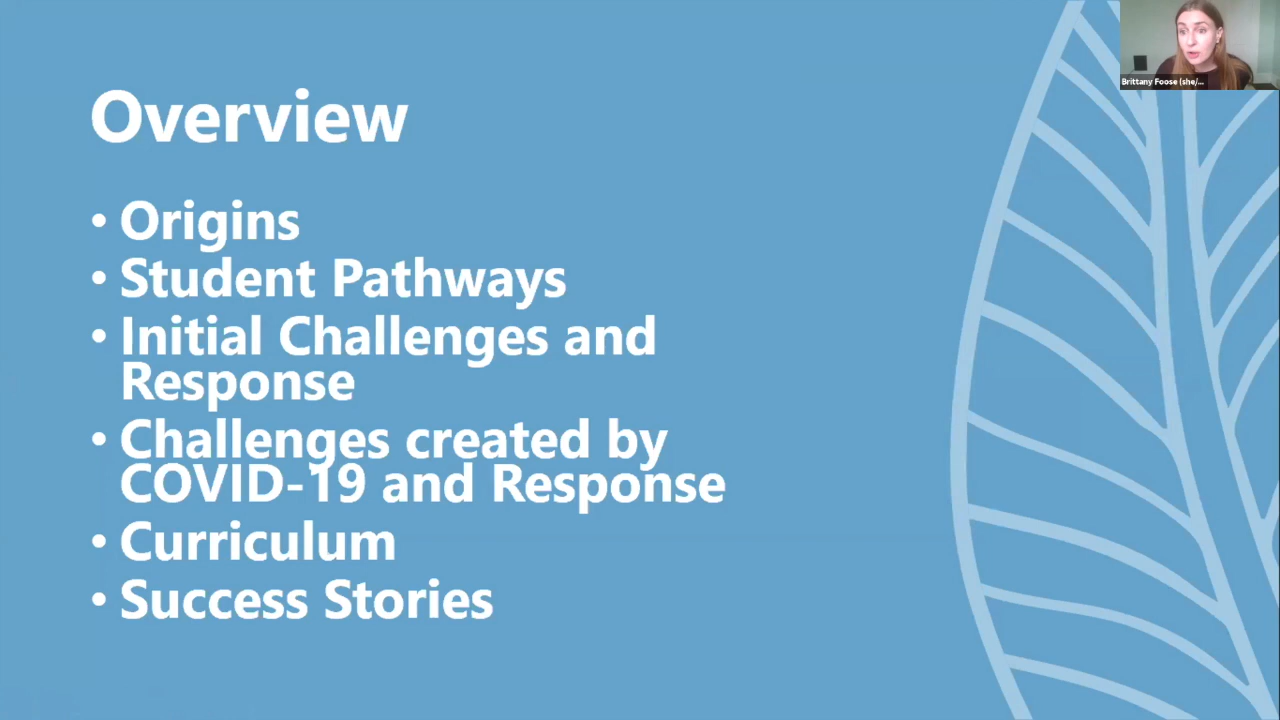 Brittany Foose (she/...
Overview
• Origins
• Student Pathways
• Initial Challenges and
Response
• Challenges created by
COVID-19 and Response
• Curriculum
• Success Stories